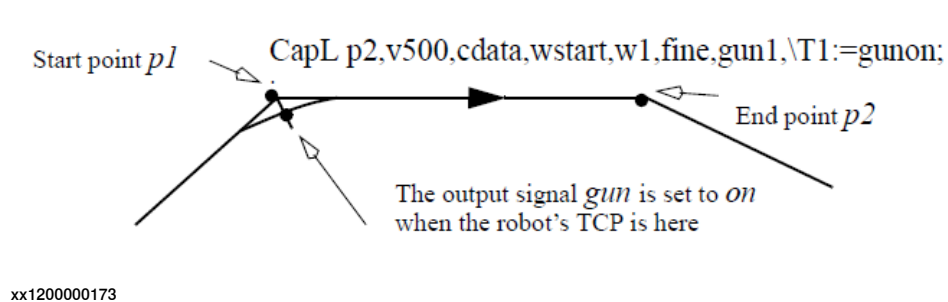 Start point p1
CapL p2,v500,cdata,wstart,w1,fine,gun1,\T1:=gunon;
End point p2
The output signal gun is set to on
when the robot's TCP is here
xx1200000173